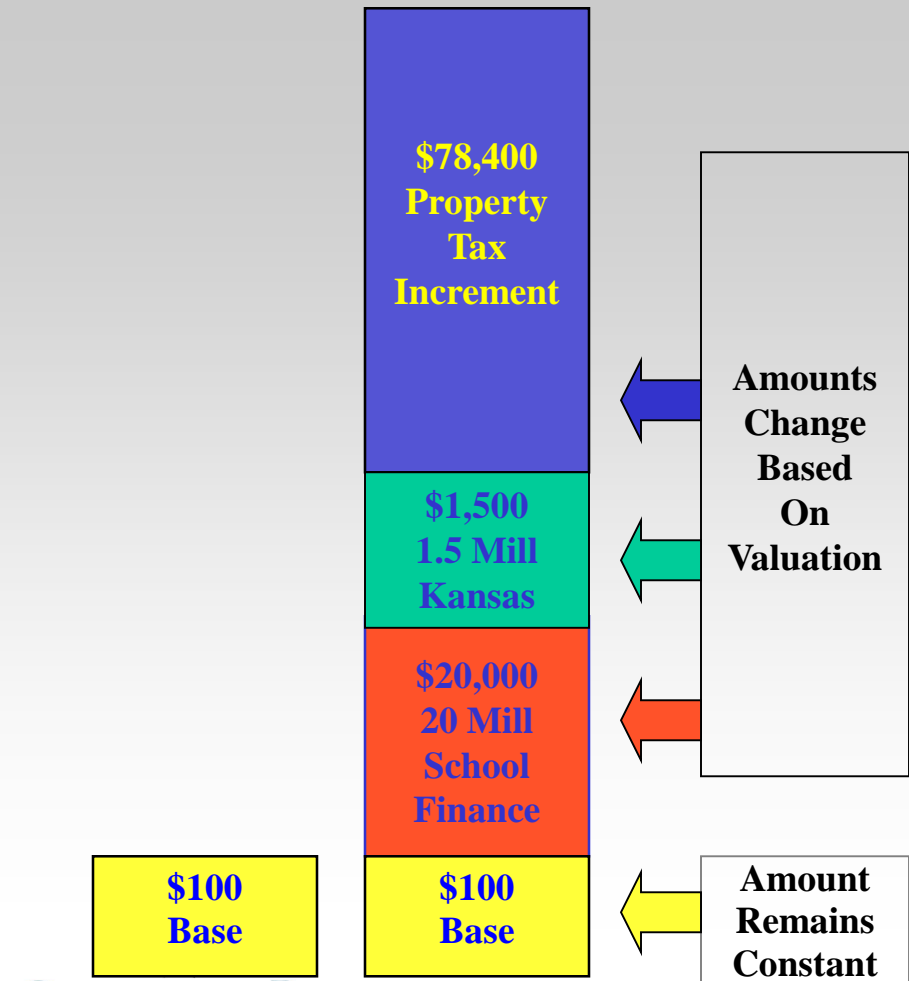 $78,400
Property
Tax
Increment
Amounts
Change
Based
On
Valuation
$1,500
1.5 Mill
Kansas
$20,000
20 Mill
School
Finance
$100
Base
$100
Base
Amount
Remains
Constant